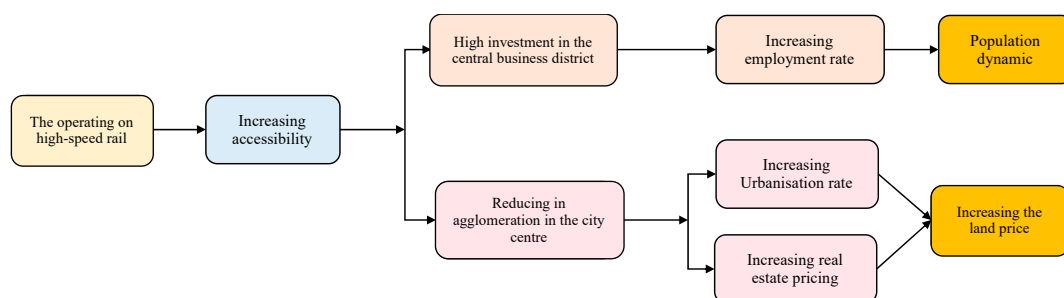 The operating on
high-speed rail
Increasing
accessibility
High investment in the
central business district
Increasing
employment rate
Population
dynamic
Reducing in
agglomeration in the city
centre
Increasing
Urbanisation rate
Increasing real
estate pricing
Increasing the
land price